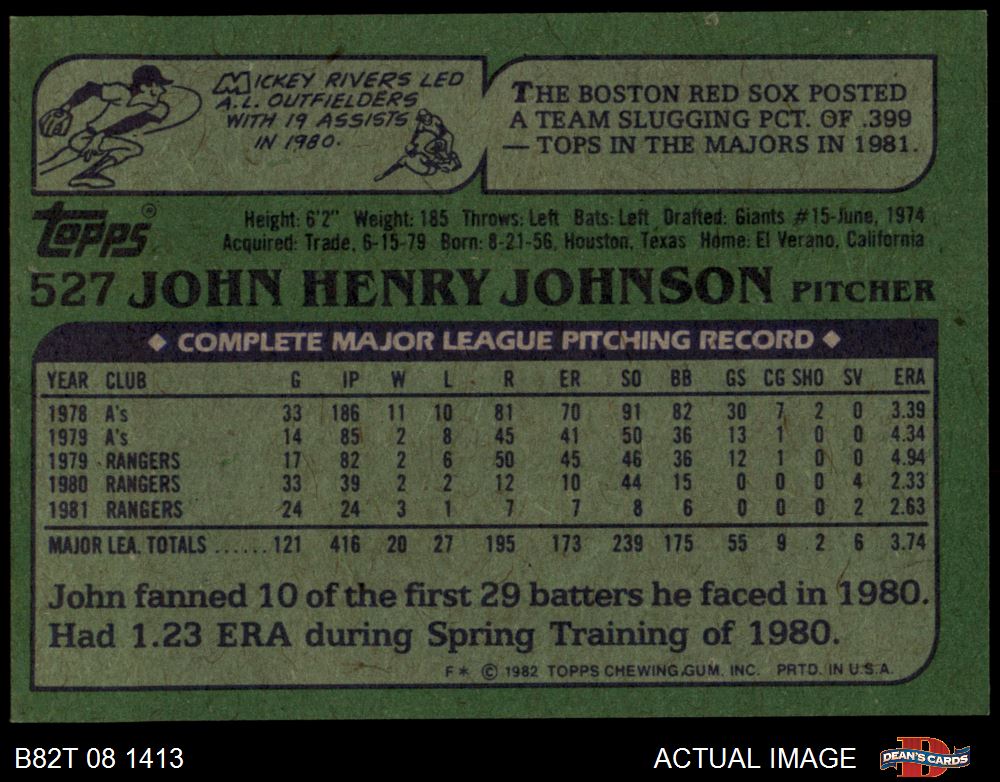 MICKEY RIVERS LED
A.L. OUTFIELDERS
WITH 19 ASSISTS
IN 1980.
THE BOSTON RED SOX POSTED
A TEAM SLUGGING PCT. OF .399
— TOPS IN THE MAJORS IN 1981.
Topps®
Height: 6'2" Weight: 185 Throws: Left Bats: Left Drafted: Giants #15-June, 1974
Acquired: Trade, 6-15-79 Born: 8-21-56, Houston, Texas Home: El Verano, California
527 JOHN HENRY JOHNSON PITCHER
◆ COMPLETE MAJOR LEAGUE PITCHING RECORD ◆
YEAR CLUB G IP W L R ER SO BB GS CG SHO SV ERA
1978 A's 33 186 11 10 81 70 91 82 30 7 2 0 3.39
1979 A's 14 85 2 8 45 41 50 36 13 1 0 0 4.34
1979 RANGERS 17 82 2 6 50 45 46 36 12 1 0 0 4.94
1980 RANGERS 33 39 2 2 12 10 44 15 0 0 0 4 2.33
1981 RANGERS 24 24 3 1 7 7 8 6 0 0 0 2 2.63
MAJOR LEA. TOTALS ......121 416 20 27 195 173 239 175 55 9 2 6 3.74
John fanned 10 of the first 29 batters he faced in 1980.
Had 1.23 ERA during Spring Training of 1980.
F* © 1982 TOPPS CHEWING GUM, INC. PRTD. IN U.S.A.
B82T 08 1413
ACTUAL IMAGE
D
DEAN'S CARDS